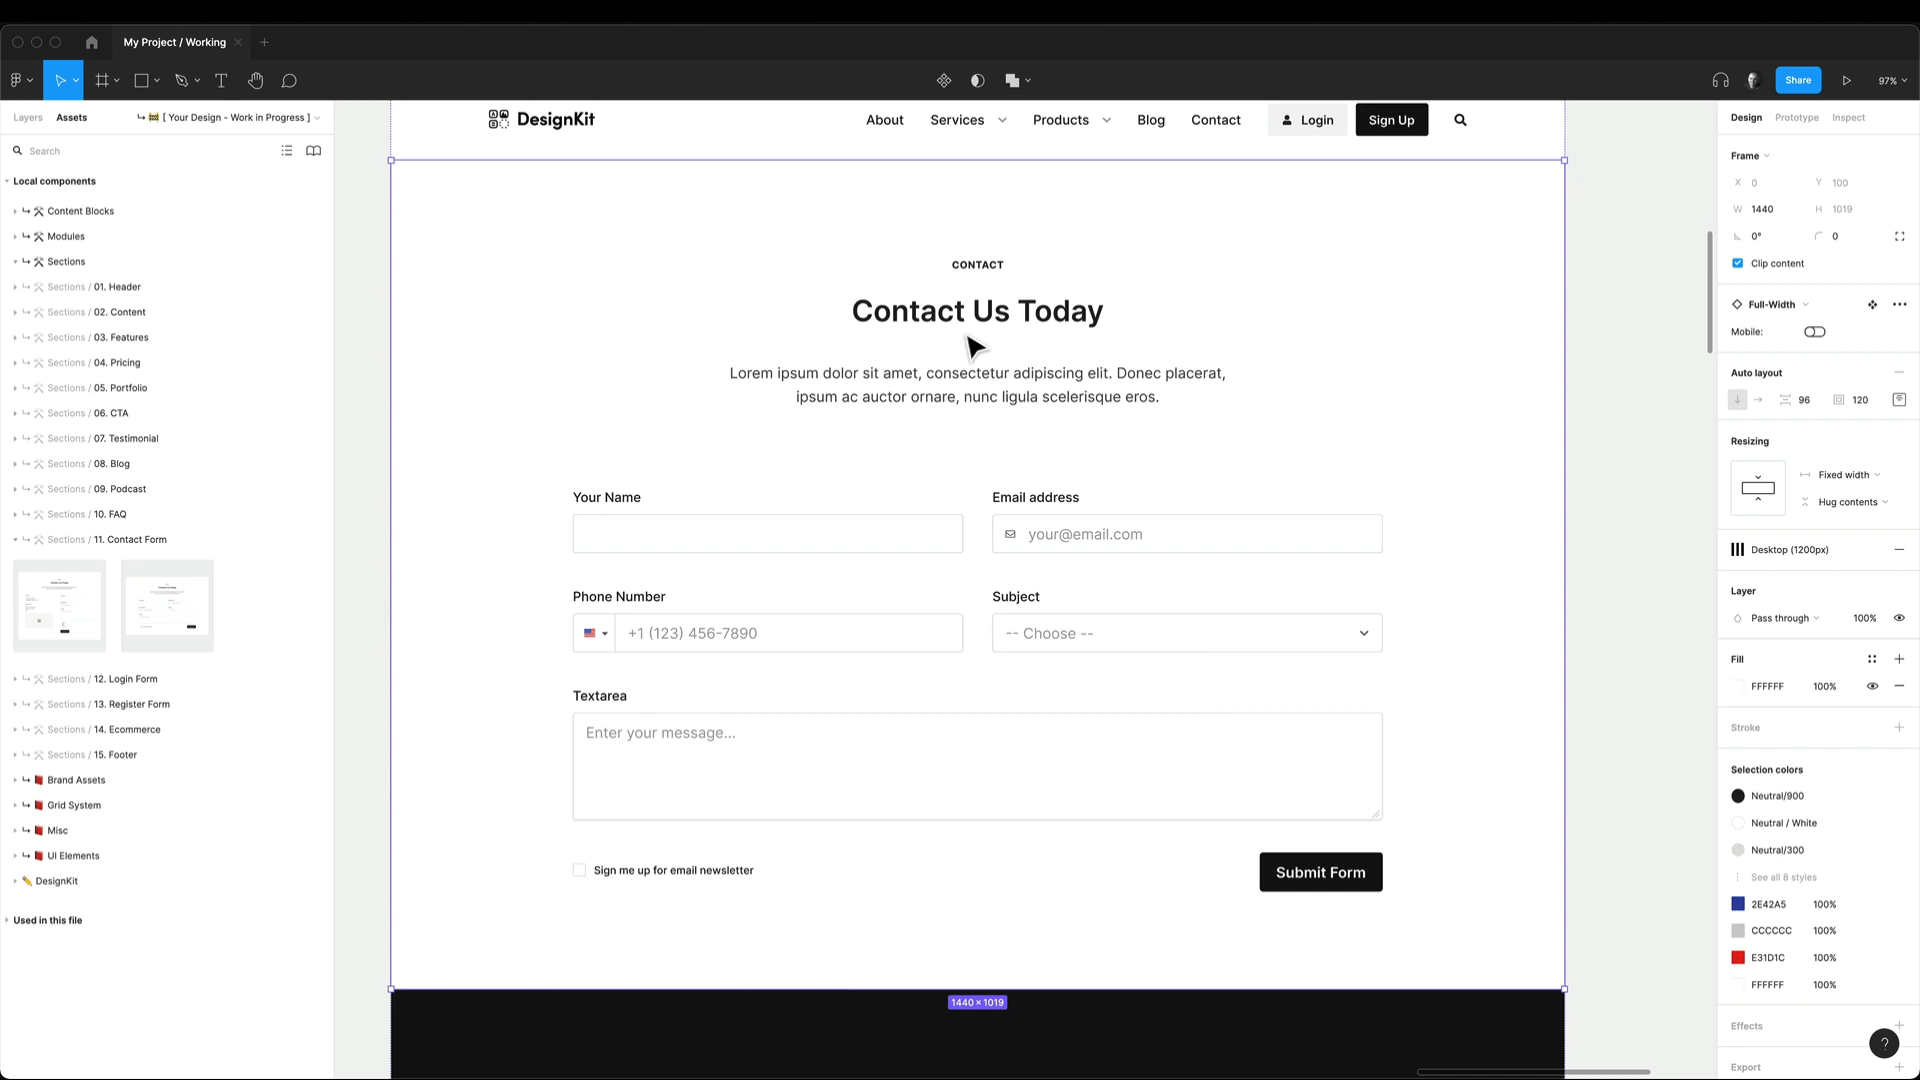 My Project / Working
Share
97%
Layers
Assets
[ Your Design - Work in Progress ]
Search
Local components
Content Blocks
Modules
Sections
Sections / 01. Header
Sections / 02. Content
Sections / 03. Features
Sections / 04. Pricing
Sections / 05. Portfolio
Sections / 06. CTA
Sections / 07. Testimonial
Sections / 08. Blog
Sections / 09. Podcast
Sections / 10. FAQ
Sections / 11. Contact Form
Sections / 12. Login Form
Sections / 13. Register Form
Sections / 14. Ecommerce
Sections / 15. Footer
Brand Assets
Grid System
Misc
UI Elements
DesignKit
Used in this file
DesignKit
About
Services
Products
Blog
Contact
Login
Sign Up
CONTACT
Contact Us Today
Lorem ipsum dolor sit amet, consectetur adipiscing elit. Donec placerat,
ipsum ac auctor ornare, nunc ligula scelerisque eros.
Your Name
Email address
your@email.com
Phone Number
+1 (123) 456-7890
Subject
-- Choose --
Textarea
Enter your message...
Sign me up for email newsletter
Submit Form
1440 × 1019
Design
Prototype
Inspect
Frame
X 0
Y 100
W 1440
H 1019
0°
0
Clip content
Full-Width
Mobile:
Auto layout
96
120
Resizing
Fixed width
Hug contents
Desktop (1200px)
Layer
Pass through
100%
Fill
FFFFFF 100%
Stroke
Selection colors
Neutral/900
Neutral / White
Neutral/300
See all 8 styles
2E42A5 100%
CCCCCC 100%
E31D1C 100%
FFFFFF 100%
Effects
Export
?